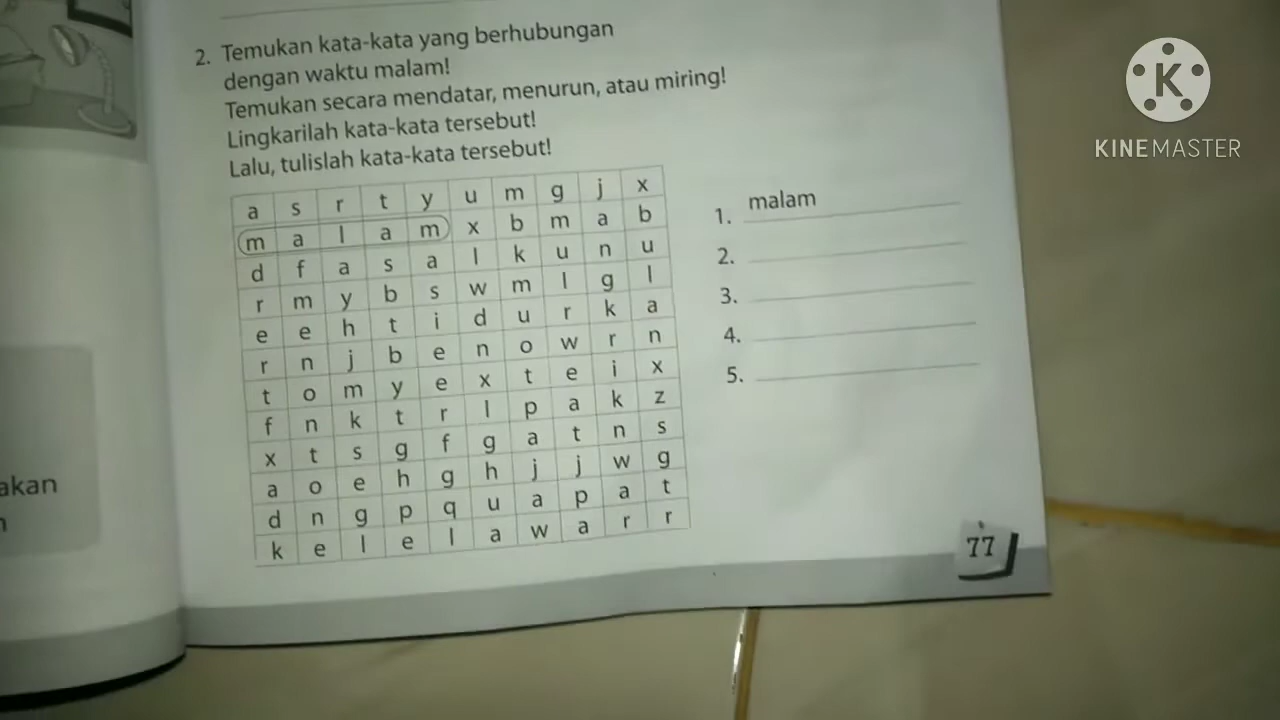 2. Temukan kata-kata yang berhubungan
dengan waktu malam!
Temukan secara mendatar, menurun, atau miring!
Lingkarilah kata-kata tersebut!
Lalu, tulislah kata-kata tersebut!
a s r t y u m g j x
m a l a m x b m a b
d f a s a l k u n u
r m y b s w m l g l
e e h t i d u r k a
r n j b e n o w r n
t o m y e x t e i x
f n k t r l p a k z
x t s g f g a t n s
a o e h g h j j w g
d n g p q u a p a t
k e l e l a w a r r
1. malam
2.
3.
4.
5.
77
akan
K
KINEMASTER